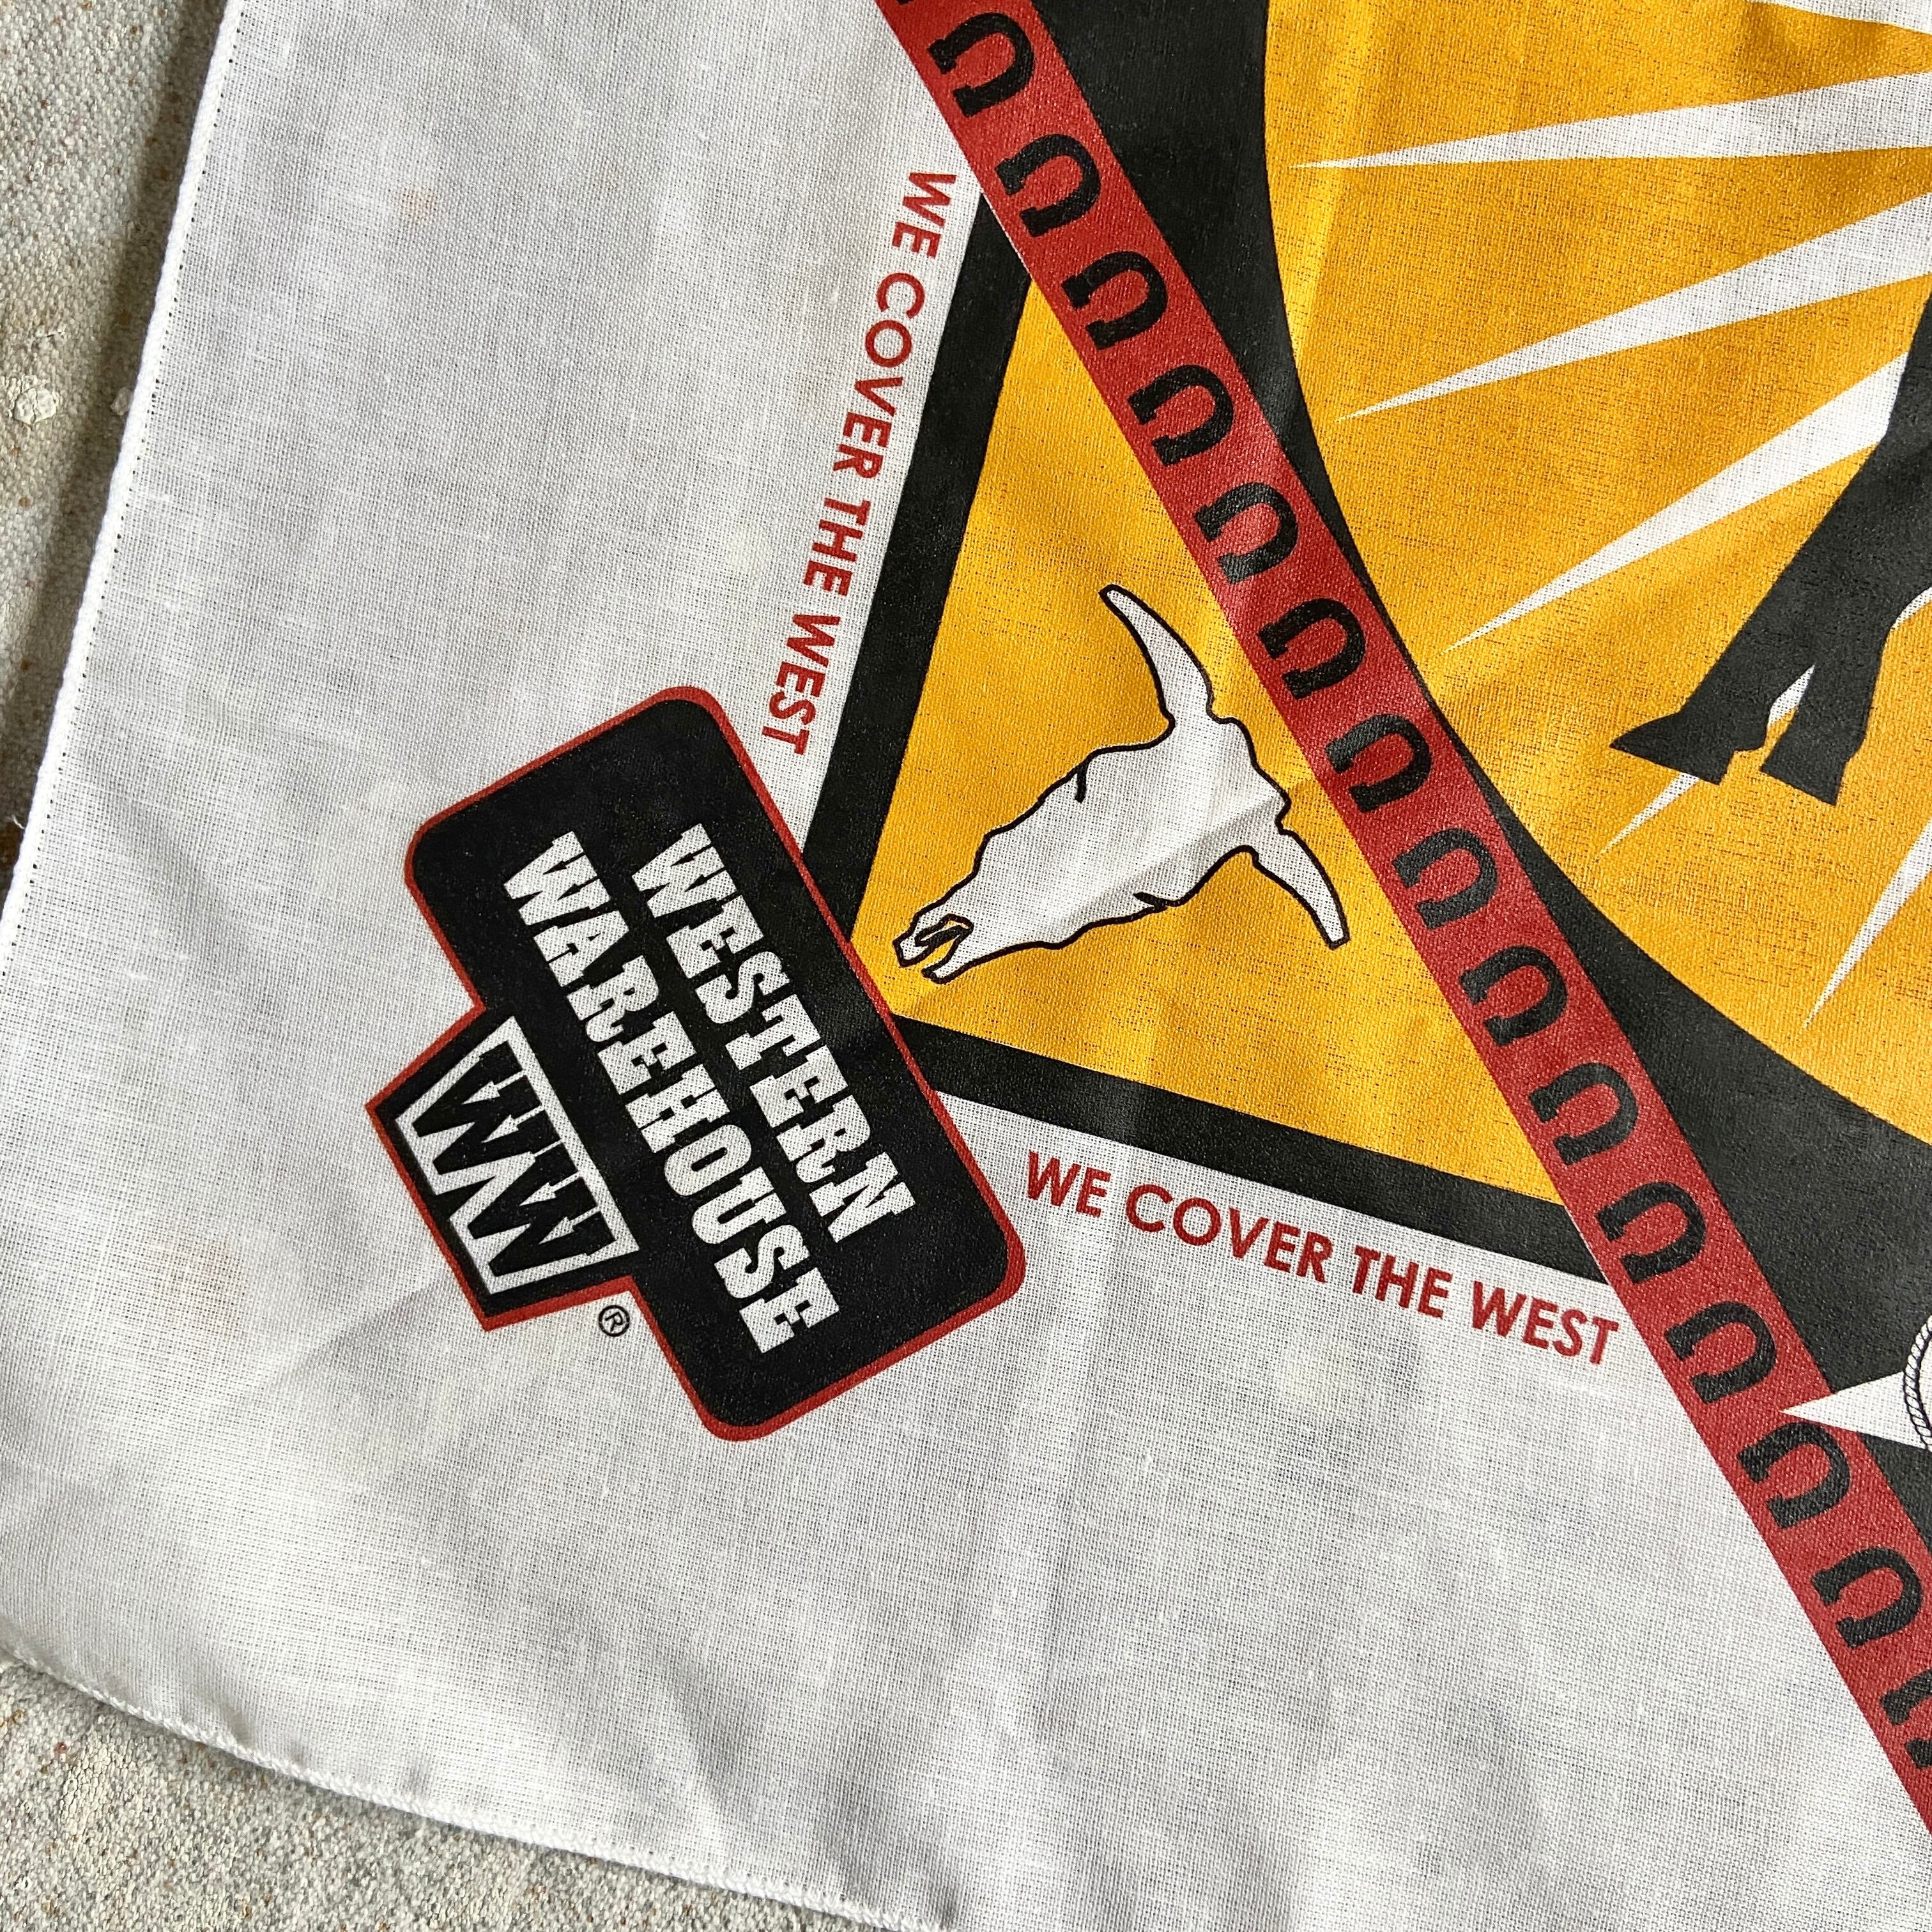 WE COVER THE WEST
WESTERN
WAREHOUSE
WW
®
WE COVER THE WEST